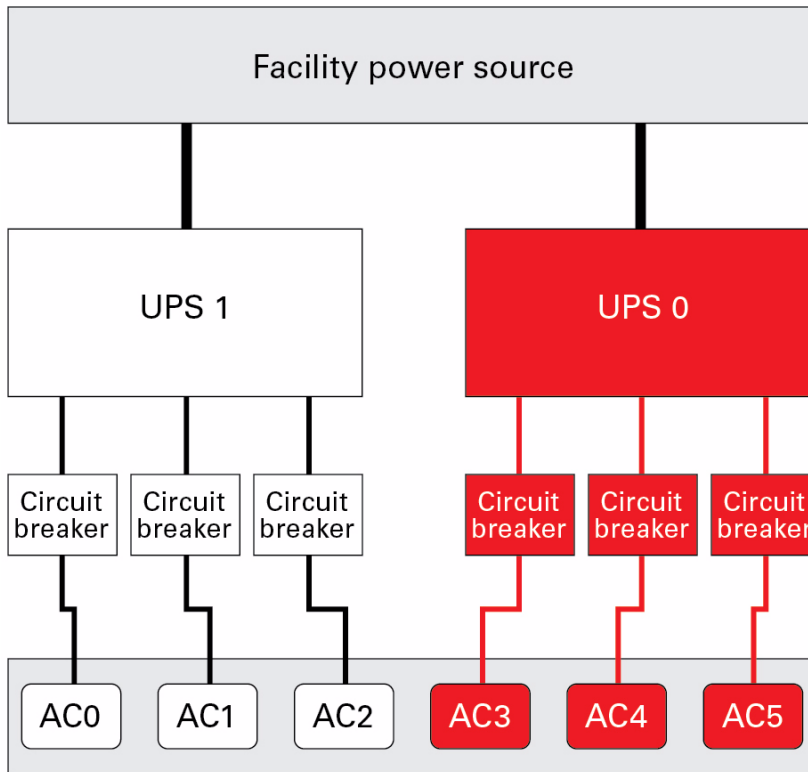 Facility power source
UPS 1
UPS 0
Circuit
breaker
Circuit
breaker
Circuit
breaker
Circuit
breaker
Circuit
breaker
Circuit
breaker
AC0
AC1
AC2
AC3
AC4
AC5